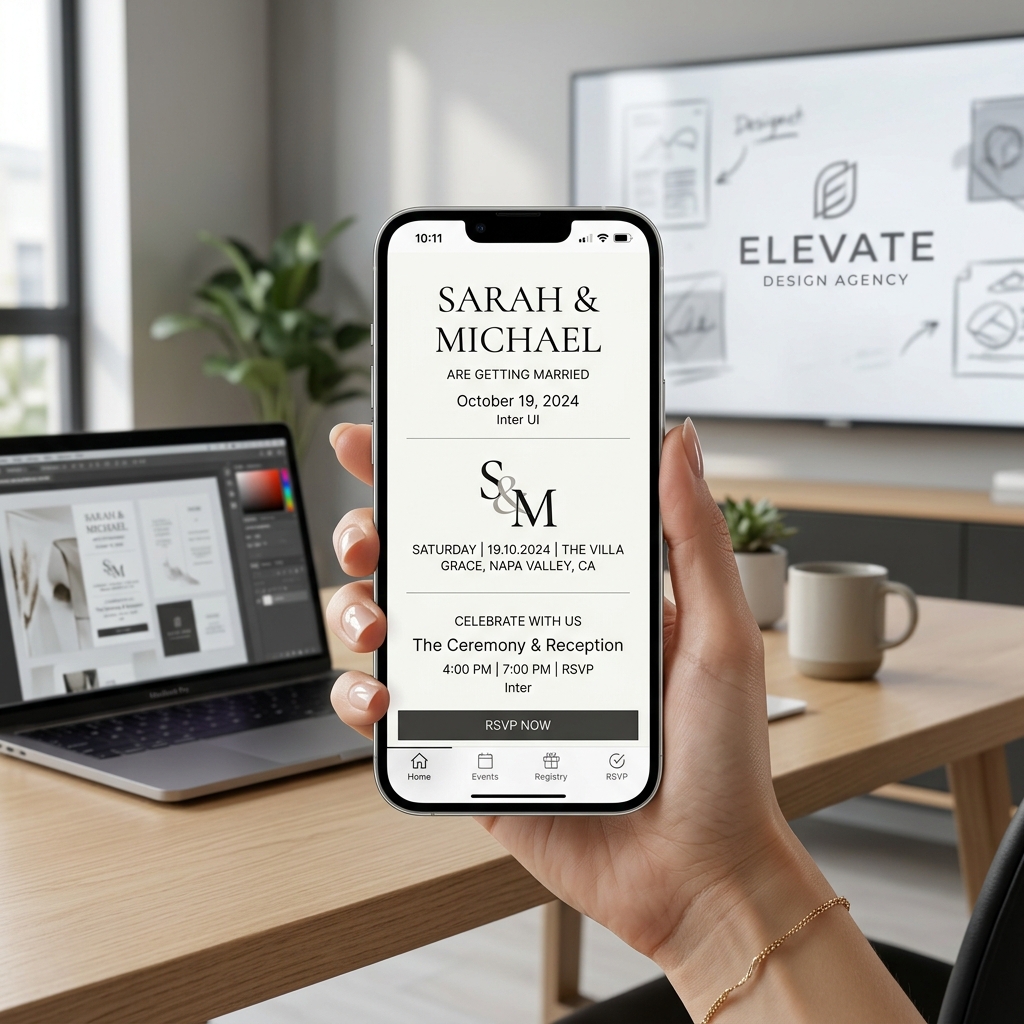 10:11
SARAH &
MICHAEL
ARE GETTING MARRIED
October 19, 2024
Inter UI
S&M
SATURDAY | 19.10.2024 | THE VILLA
GRACE, NAPA VALLEY, CA
CELEBRATE WITH US
The Ceremony & Reception
4:00 PM | 7:00 PM | RSVP
Inter
RSVP NOW
Home
Events
Registry
RSVP
ELEVATE
DESIGN AGENCY
SARAH &
MICHAEL
S&M
MacBook Pro